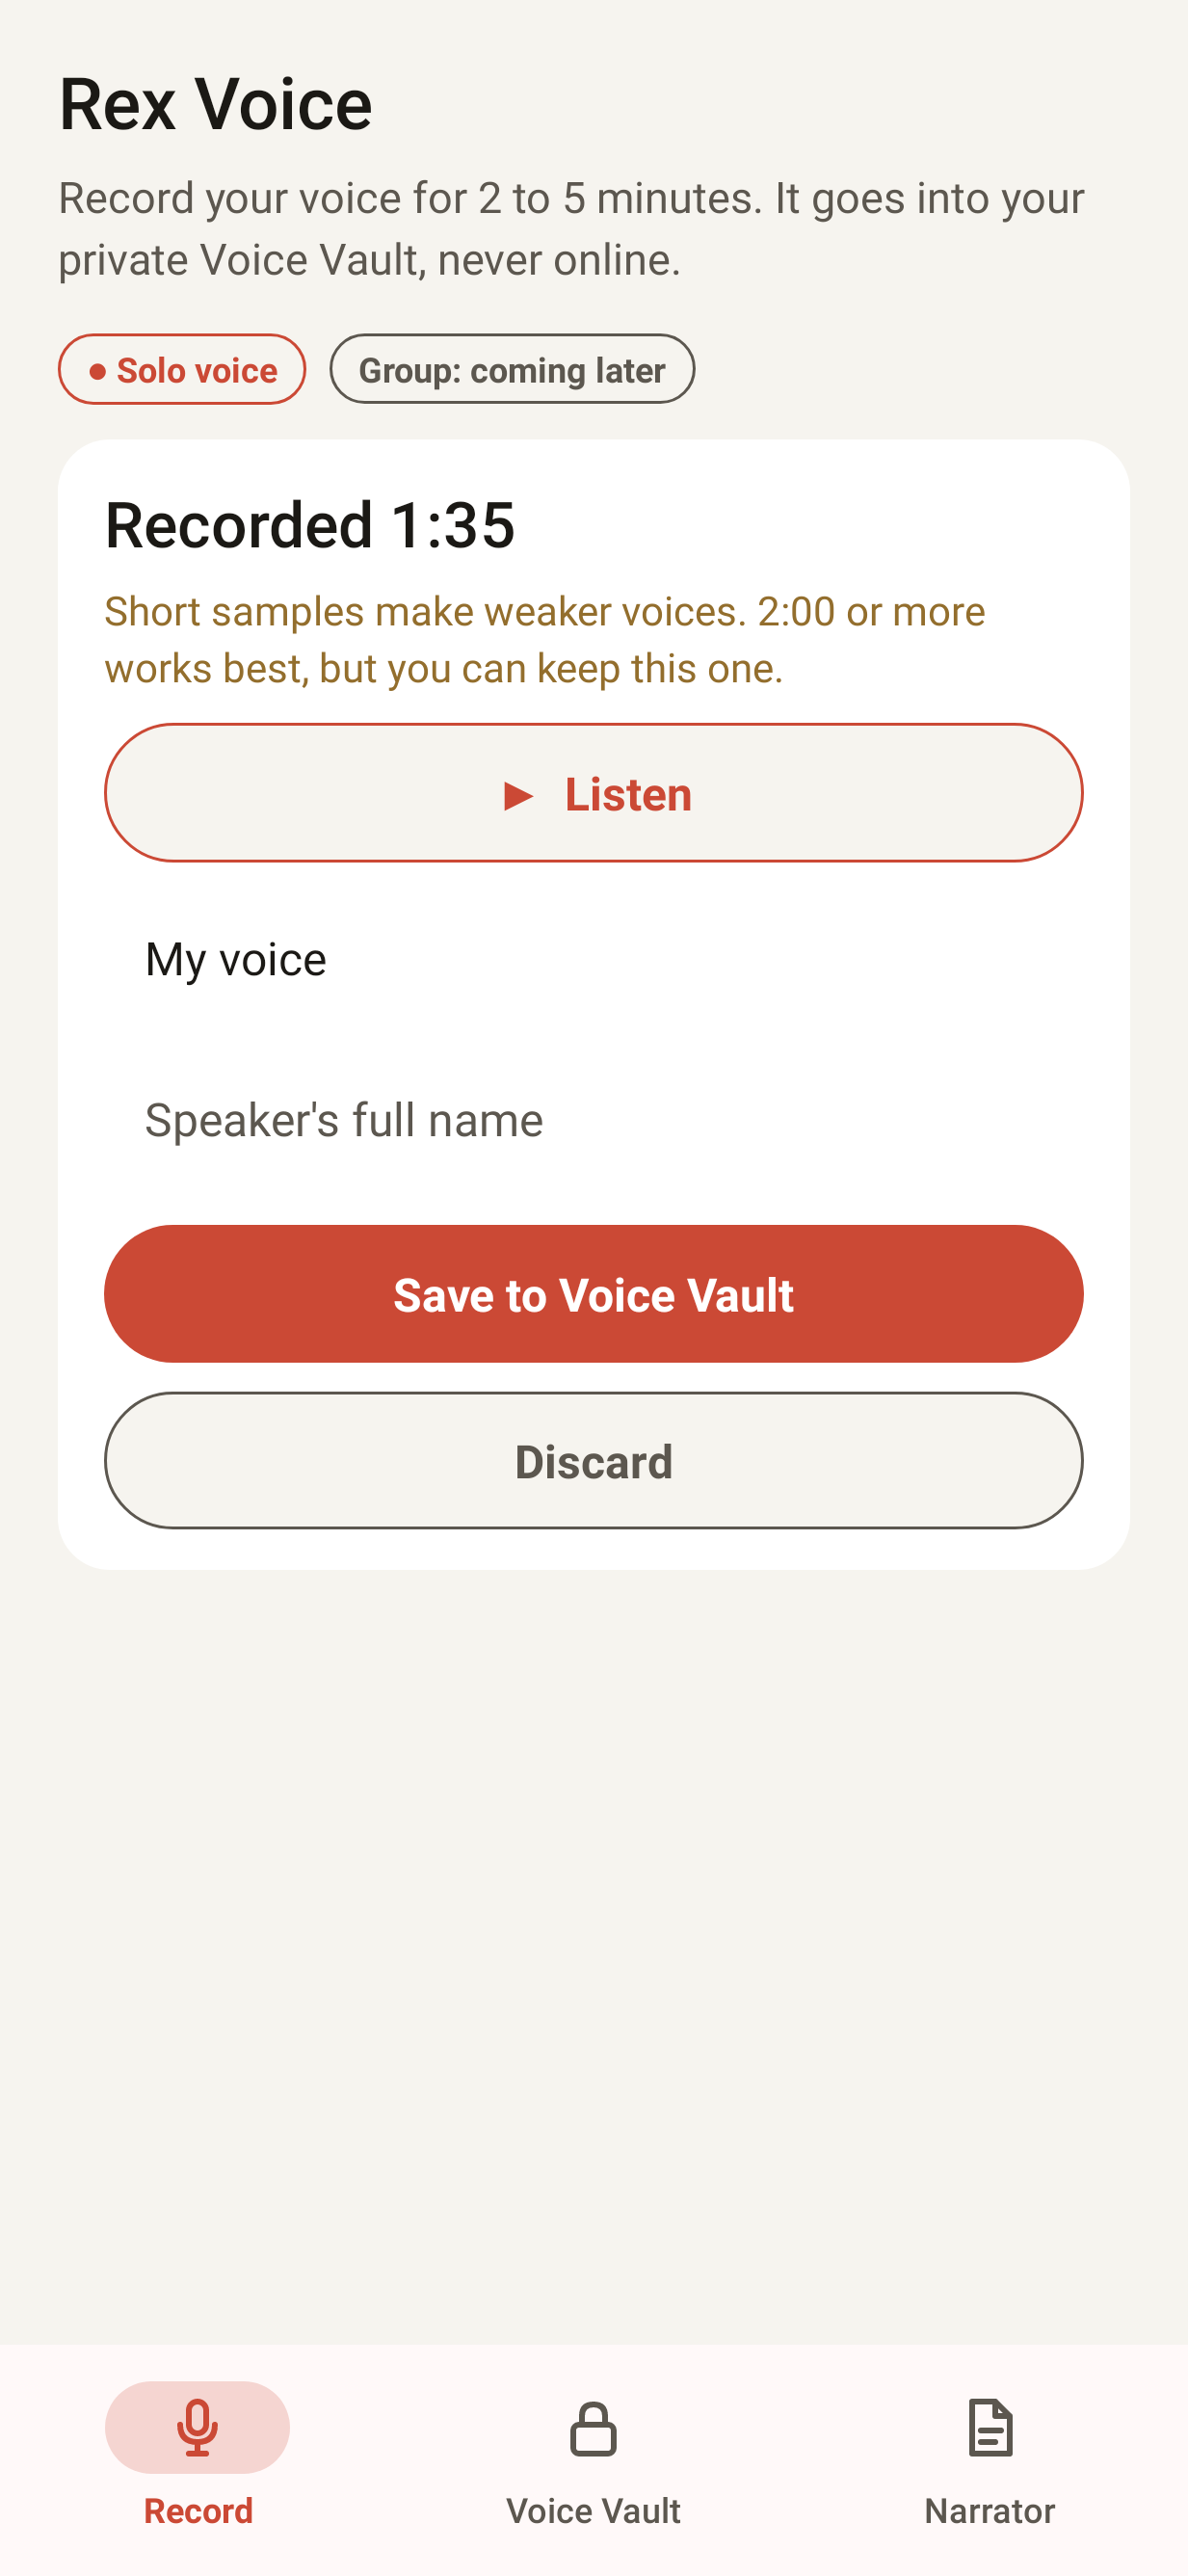 Rex Voice
Record your voice for 2 to 5 minutes. It goes into your
private Voice Vault, never online.
Solo voice
Group: coming later
Recorded 1:35
Short samples make weaker voices. 2:00 or more
works best, but you can keep this one.
Listen
My voice
Speaker's full name
Save to Voice Vault
Discard
Record
Voice Vault
Narrator